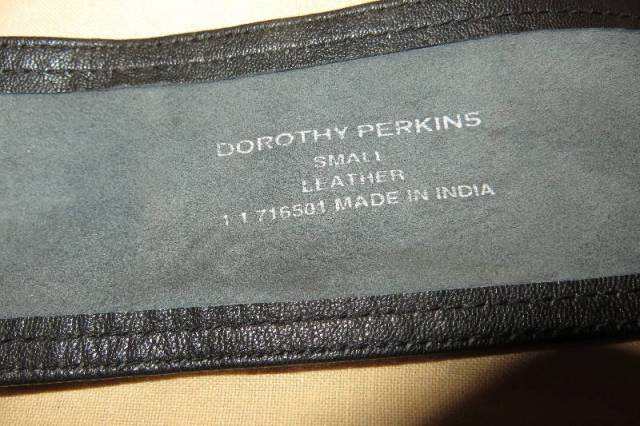 DOROTHY PERKINS
SMALL
LEATHER
1 1 716501 MADE IN INDIA